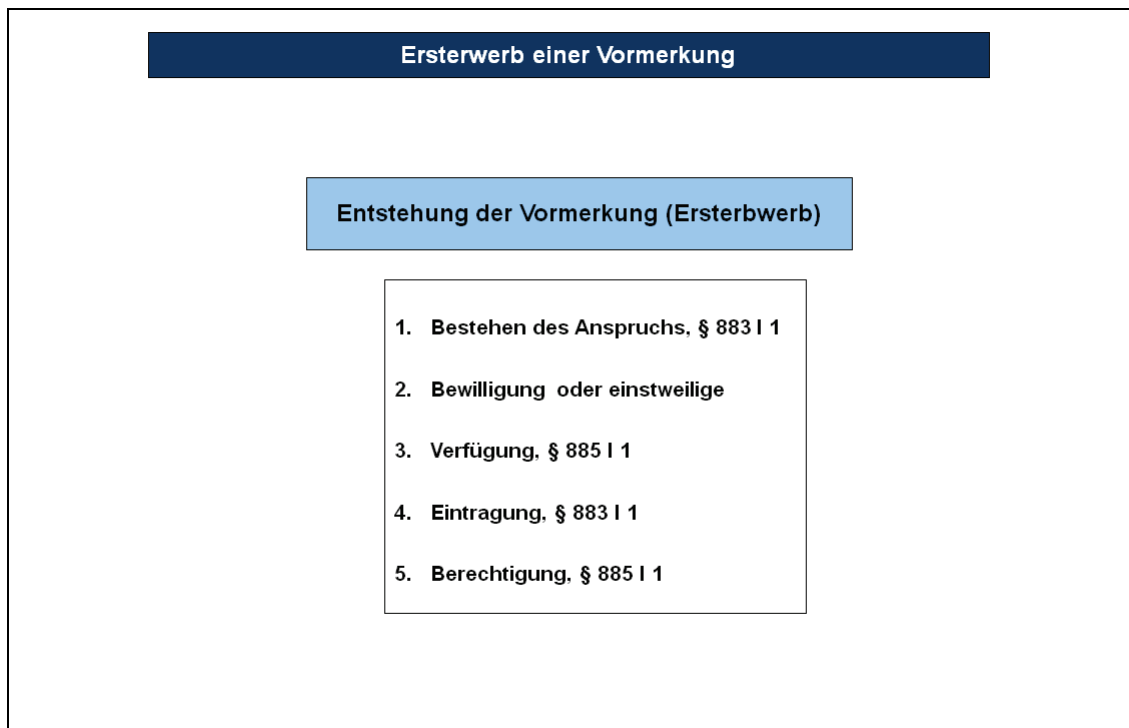 Ersterwerb einer Vormerkung
Entstehung der Vormerkung (Ersterbwerb)
1. Bestehen des Anspruchs, § 883 I 1
2. Bewilligung oder einstweilige
3. Verfügung, § 885 I 1
4. Eintragung, § 883 I 1
5. Berechtigung, § 885 I 1